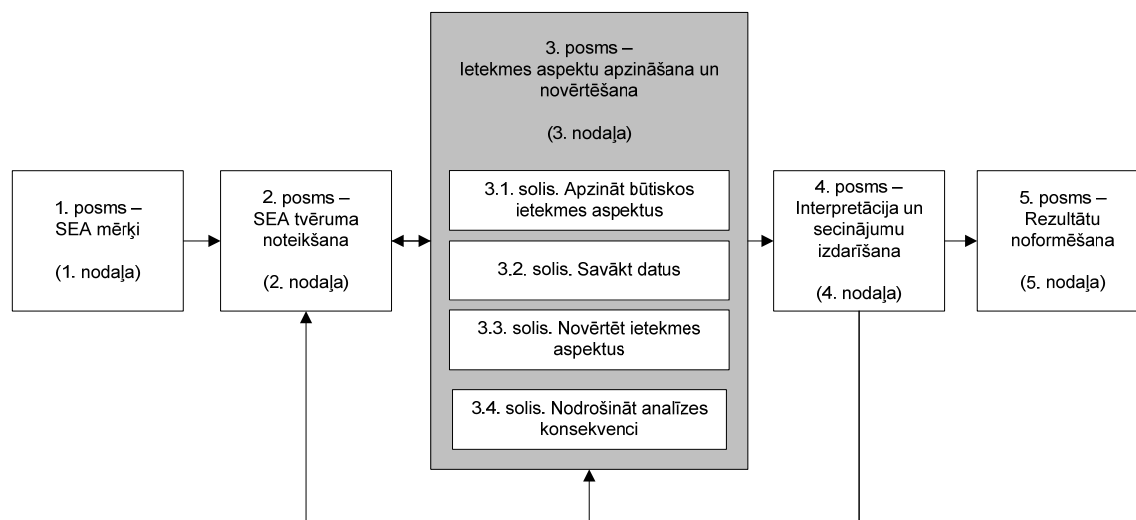 1. posms –
SEA mērķi
(1. nodaļa)
2. posms –
SEA tvēruma
noteikšana
(2. nodaļa)
3. posms –
Ietekmes aspektu apzināšana un
novērtēšana
(3. nodaļa)
3.1. solis. Apzināt būtiskos
ietekmes aspektus
3.2. solis. Savākt datus
3.3. solis. Novērtēt ietekmes
aspektus
3.4. solis. Nodrošināt analīzes
konsekvenci
4. posms –
Interpretācija un
secinājumu
izdarīšana
(4. nodaļa)
5. posms –
Rezultātu
noformēšana
(5. nodaļa)